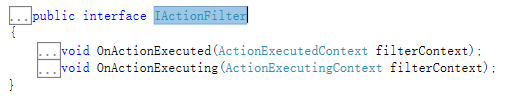 ...public interface IActionFilter
{
...void OnActionExecuted(ActionExecutedContext filterContext);
...void OnActionExecuting(ActionExecutingContext filterContext);
}